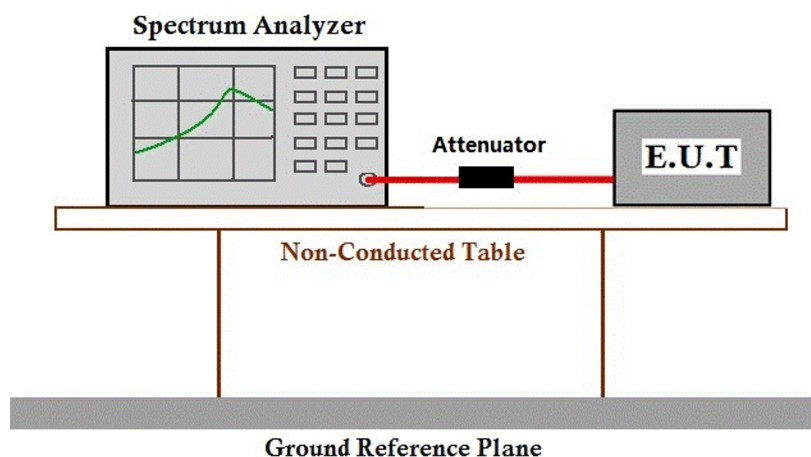 Spectrum Analyzer
Attenuator
E.U.T
Non-Conducted Table
Ground Reference Plane